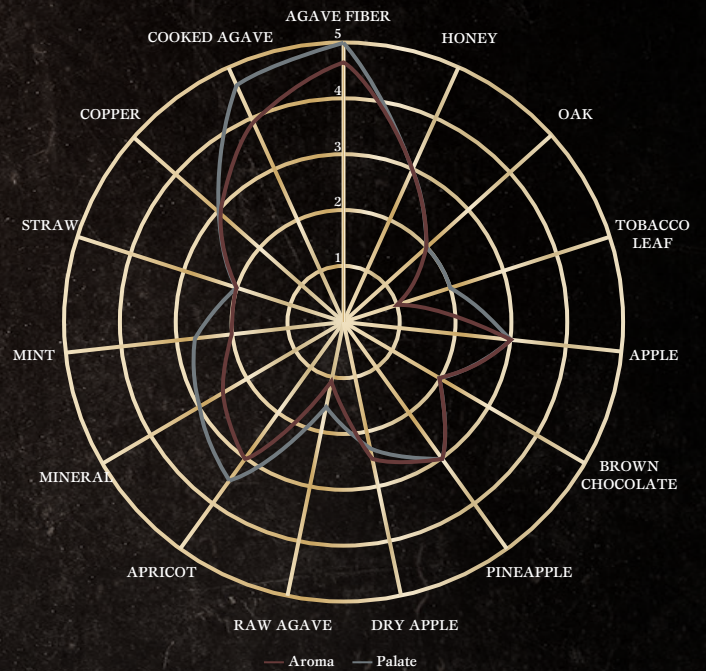 AGAVE FIBER
COOKED AGAVE
5
HONEY
4
COPPER
OAK
3
2
STRAW
TOBACCO
LEAF
1
MINT
APPLE
MINERAL
BROWN
CHOCOLATE
APRICOT
PINEAPPLE
RAW AGAVE
DRY APPLE
Aroma
Palate